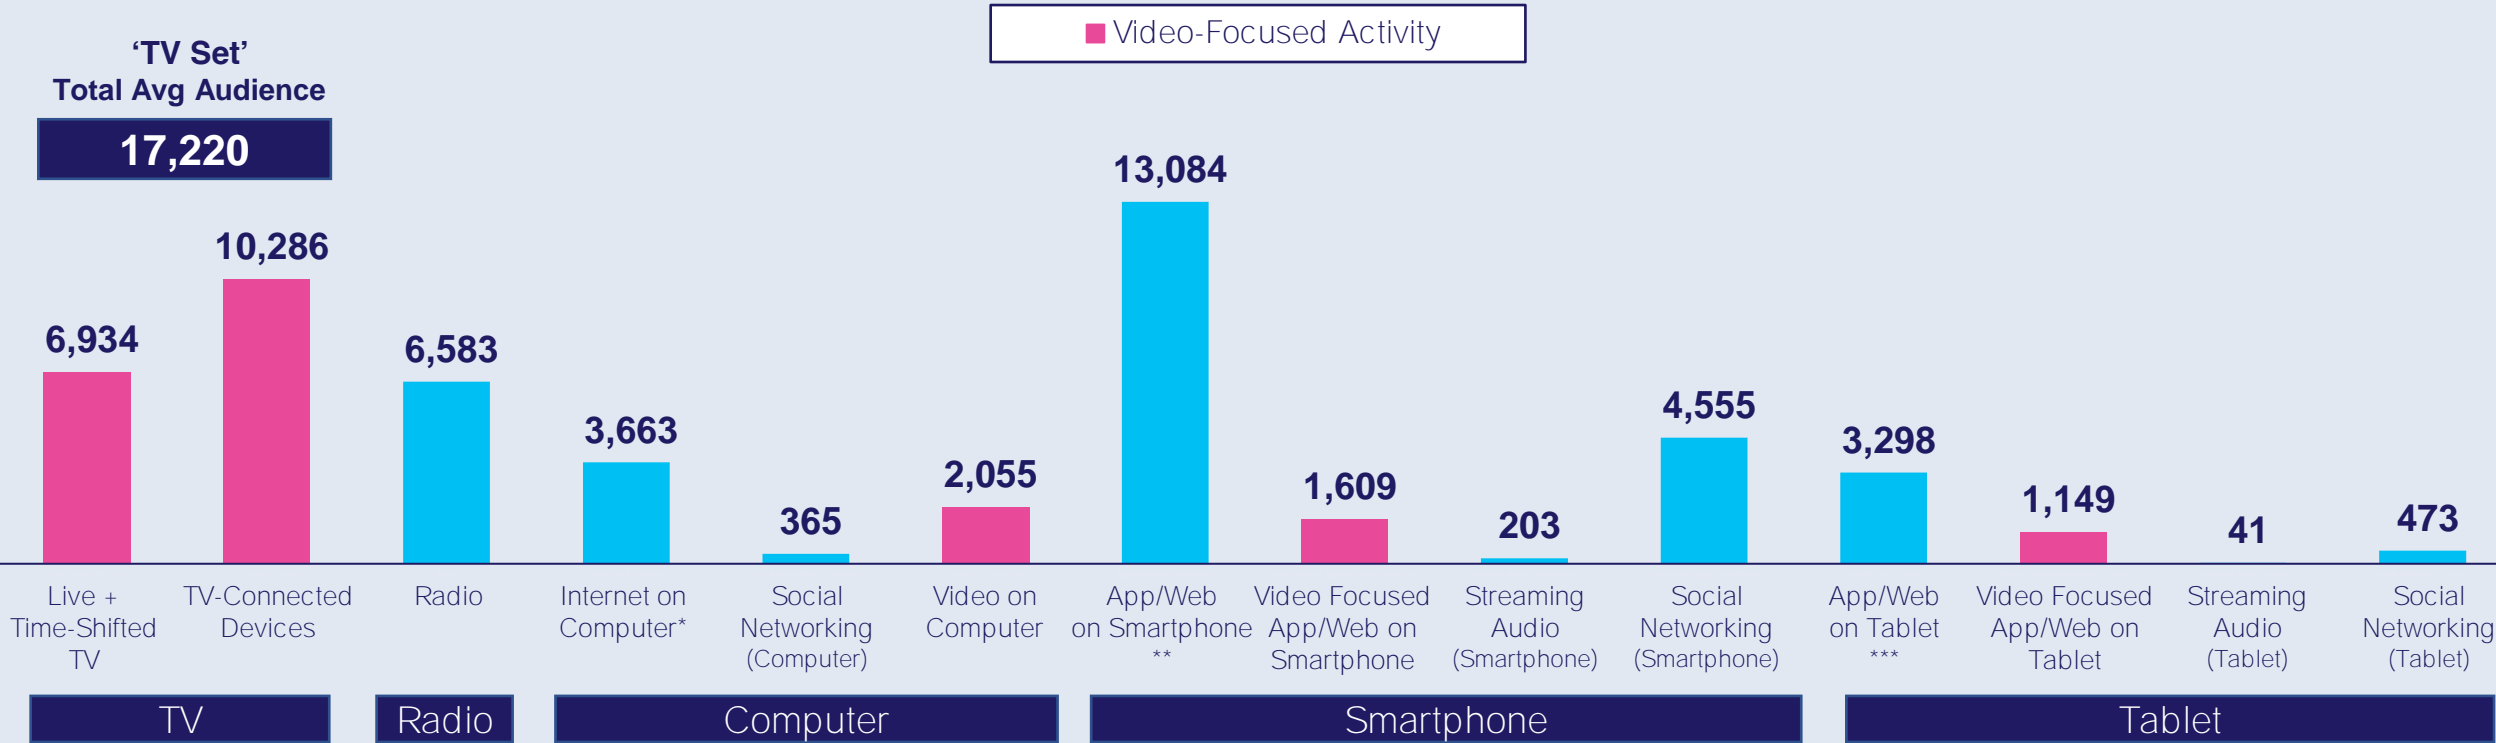 Video-Focused Activity
‘TV Set’
Total Avg Audience
17,220
6,934
10,286
6,583
3,663
365
2,055
13,084
1,609
203
4,555
3,298
1,149
41
473
Live +
Time-Shifted
TV
TV-Connected
Devices
Radio
Internet on
Computer*
Social
Networking
(Computer)
Video on
Computer
App/Web
on Smartphone
**
Video Focused
App/Web on
Smartphone
Streaming
Audio
(Smartphone)
Social
Networking
(Smartphone)
App/Web
on Tablet
***
Video Focused
App/Web on
Tablet
Streaming
Audio
(Tablet)
Social
Networking
(Tablet)
TV
Radio
Computer
Smartphone
Tablet